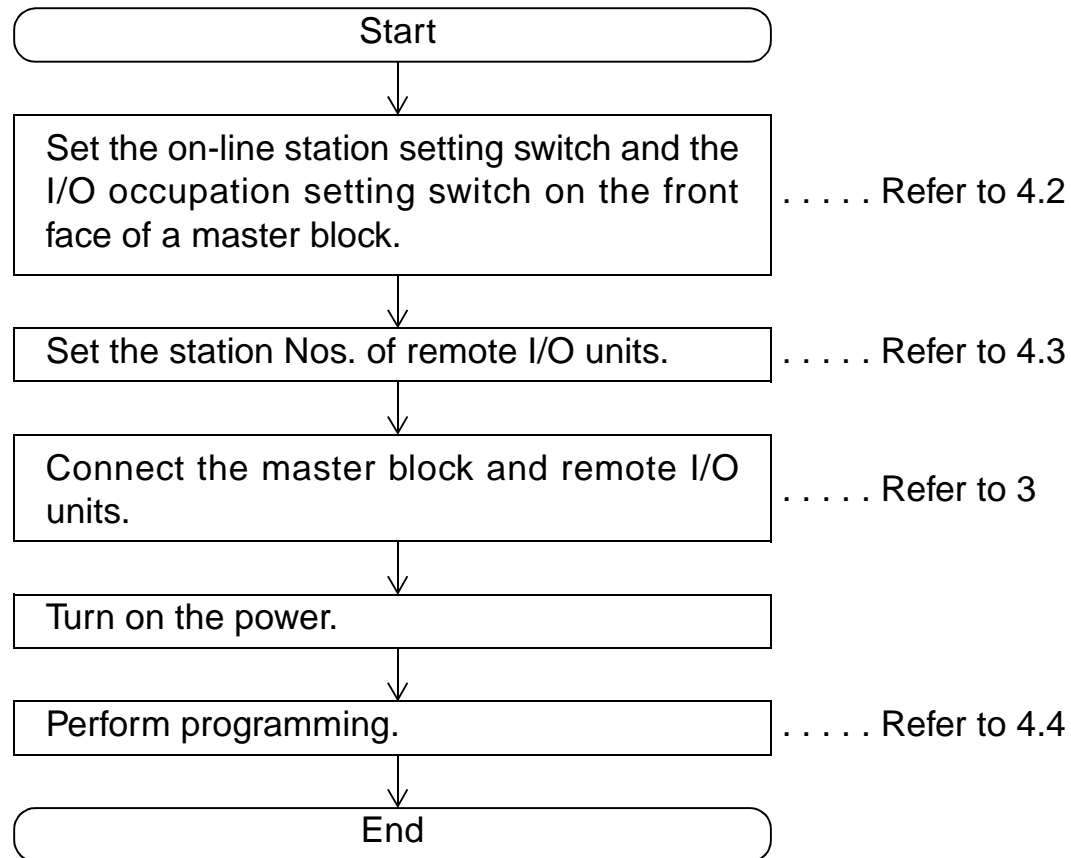 Start
Set the on-line station setting switch and the
I/O occupation setting switch on the front
face of a master block.
. . . . . Refer to 4.2
Set the station Nos. of remote I/O units.
. . . . . Refer to 4.3
Connect the master block and remote I/O
units.
. . . . . Refer to 3
Turn on the power.
Perform programming.
. . . . . Refer to 4.4
End